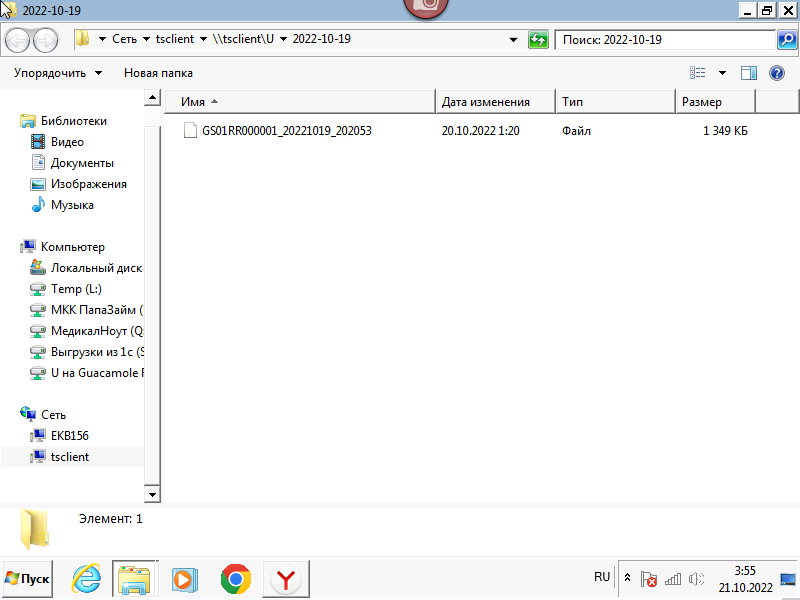 2022-10-19
Сеть tsclient \\tsclient\U 2022-10-19
Поиск: 2022-10-19
Упорядочить Новая папка
Имя Дата изменения Тип Размер
GS01RR000001_20221019_202053 20.10.2022 1:20 Файл 1 349 КБ
Библиотеки
Видео
Документы
Изображения
Музыка
Компьютер
Локальный диск
Temp (L:)
МКК ПапаЗайм (
МедикалНоут (Q:
Выгрузки из 1с (S
U на Guacamole R
Сеть
EKB156
tsclient
Элемент: 1
Пуск
RU
3:55
21.10.2022